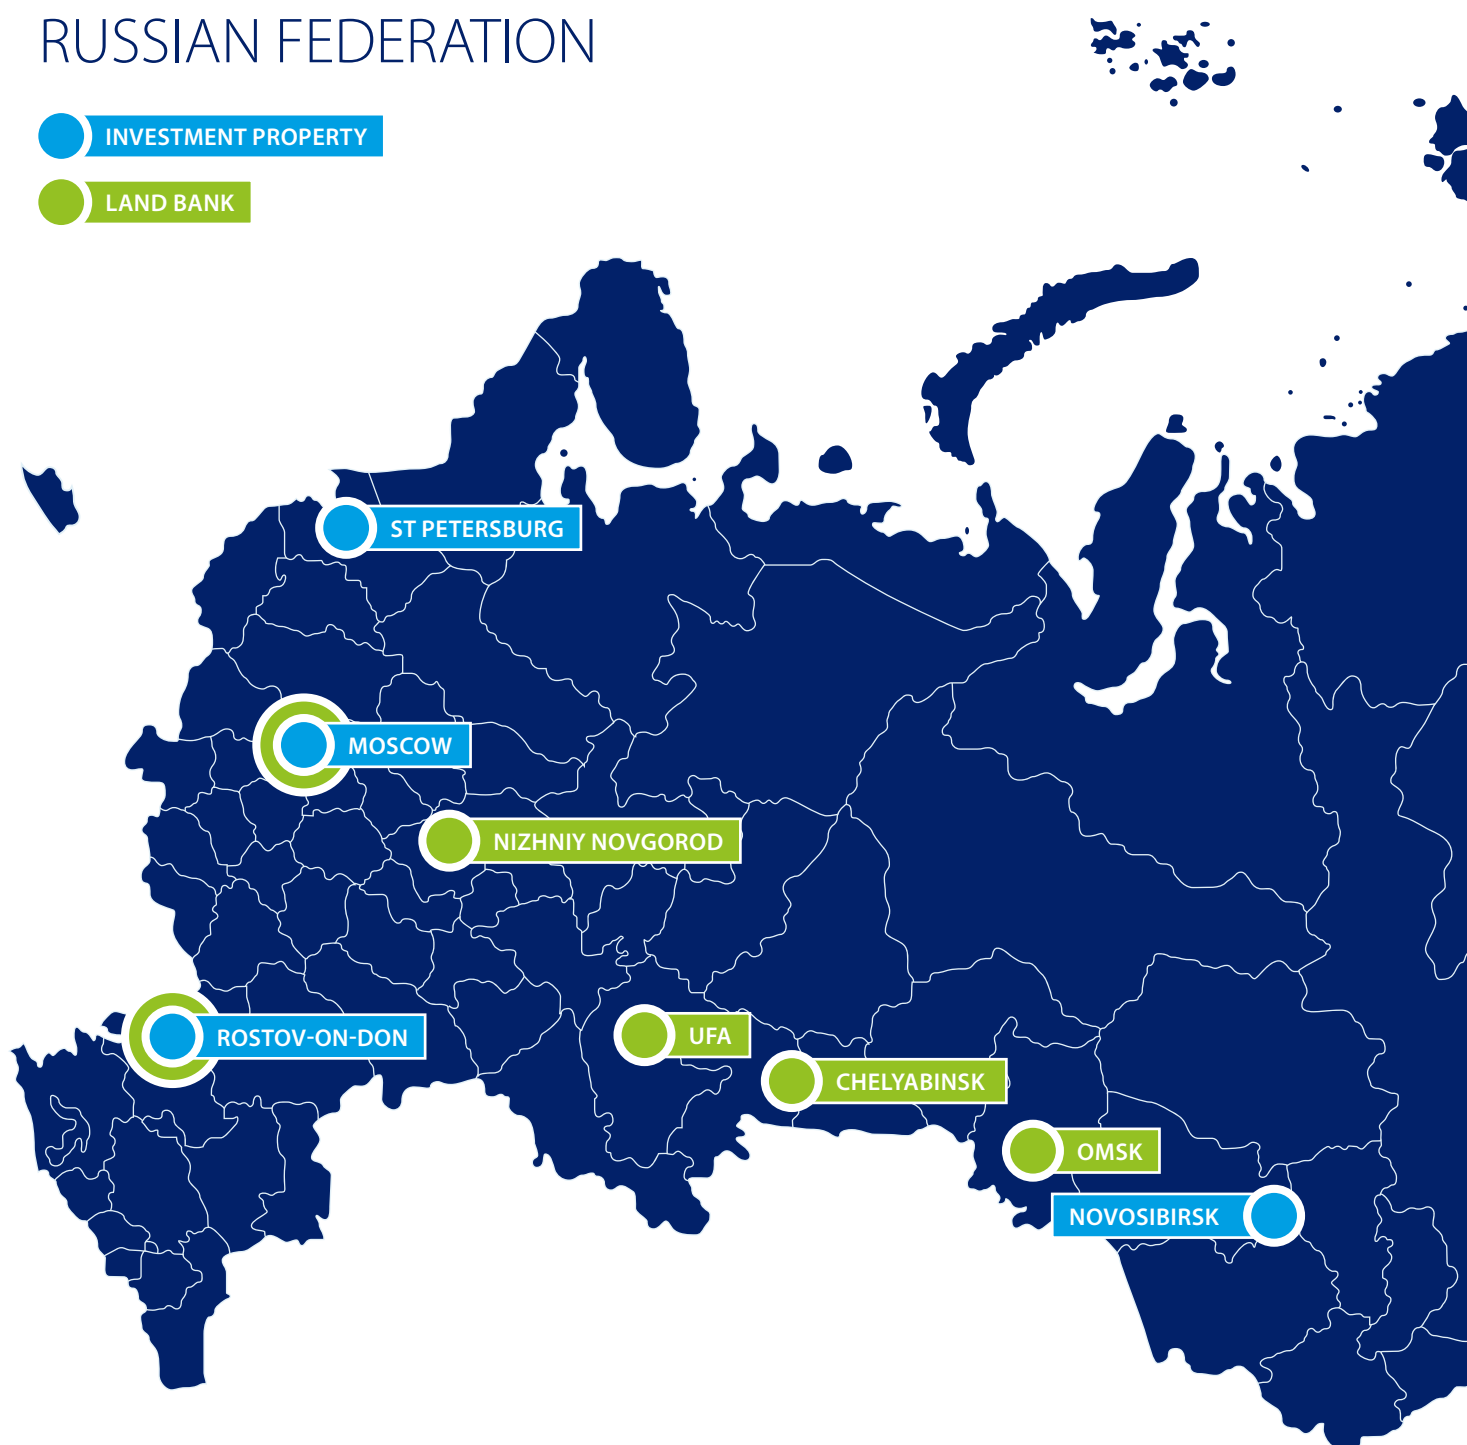 RUSSIAN FEDERATION
INVESTMENT PROPERTY
LAND BANK
ST PETERSBURG
MOSCOW
NIZHNIY NOVGOROD
ROSTOV-ON-DON
UFA
CHELYABINSK
OMSK
NOVOSIBIRSK